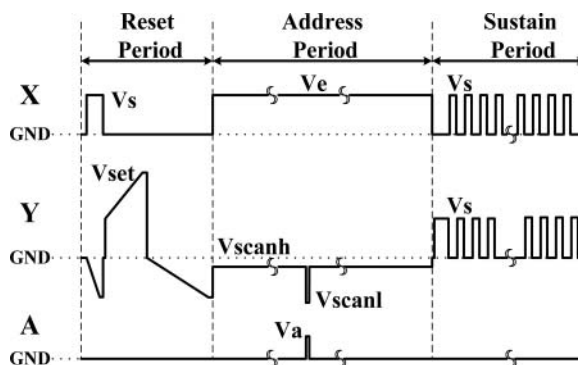 Reset Period
Address Period
Sustain Period
X
Vs
Ve
Vs
GND
Vset
Y
Vs
GND
Vscanh
Vscanl
A
Va
GND